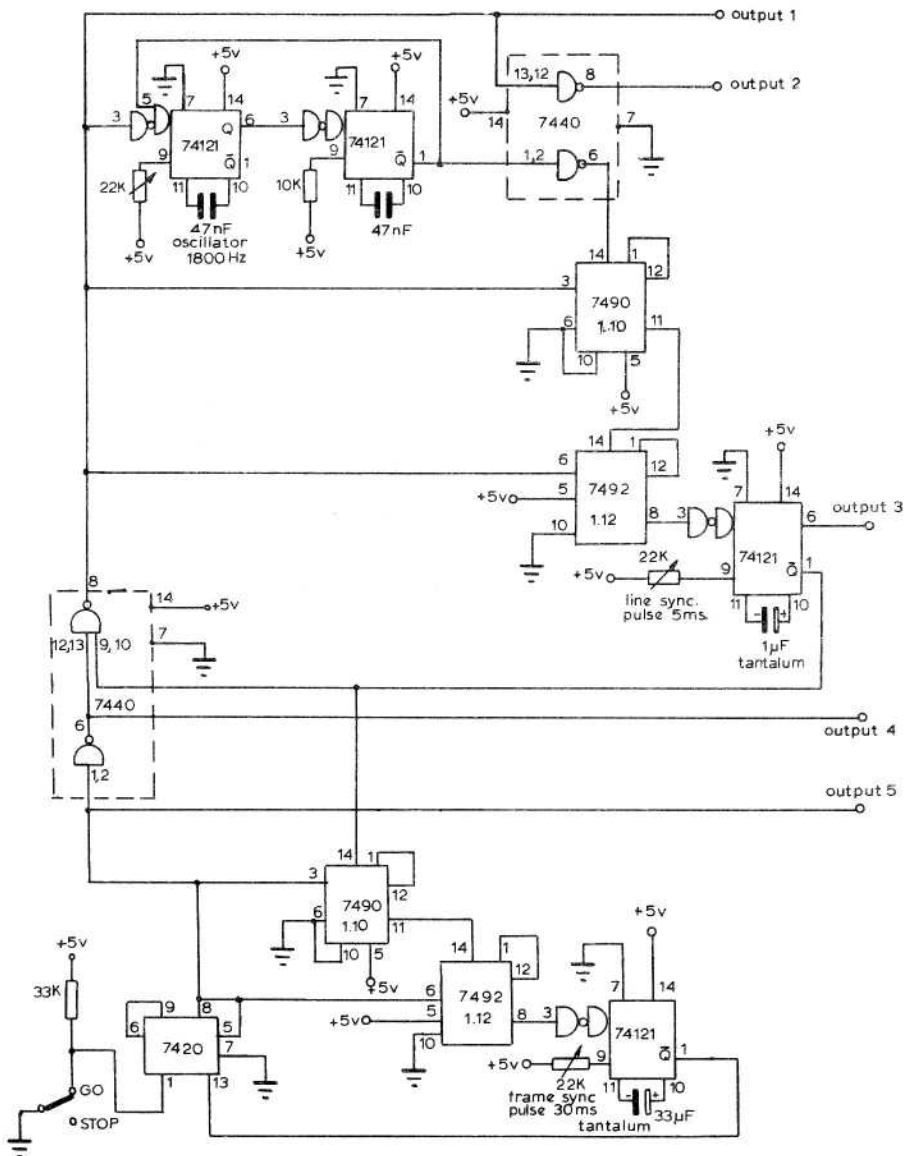 output 1
+5v
+5v
13,12
8
output 2
5
7
14
7
14
+5v
14
7440
7
3
74121
Q
6
3
74121
Q̄
1
1,2
6
Q̄
1
9
9
22K
11
10
10K
11
10
47nF
47nF
oscillator
1800Hz
+5v
+5v
14
1
12
3
7490
1,.10
11
6
10
5
+5v
14
1
+5v
6
12
7492
7
14
+5v
5
1.12
8
3
6
output 3
10
74121
22K
Q̄
1
+5v
9
8
line sync.
pulse 5ms.
11
-
+
10
14
+5v
1µF
tantalum
12,13
9,10
7
7440
6
output 4
1,2
output 5
14
1
3
12
7490
1.10
11
6
10
5
+5v
+5v
14
1
+5v
12
7
14
33K
9
8
6
7492
6
5
+5v
5
1.12
8
3
74121
7420
7
10
Q̄
1
1
13
+5v
9
GO
22K
11
-
+
10
STOP
frame sync
pulse 30ms
33µF
tantalum